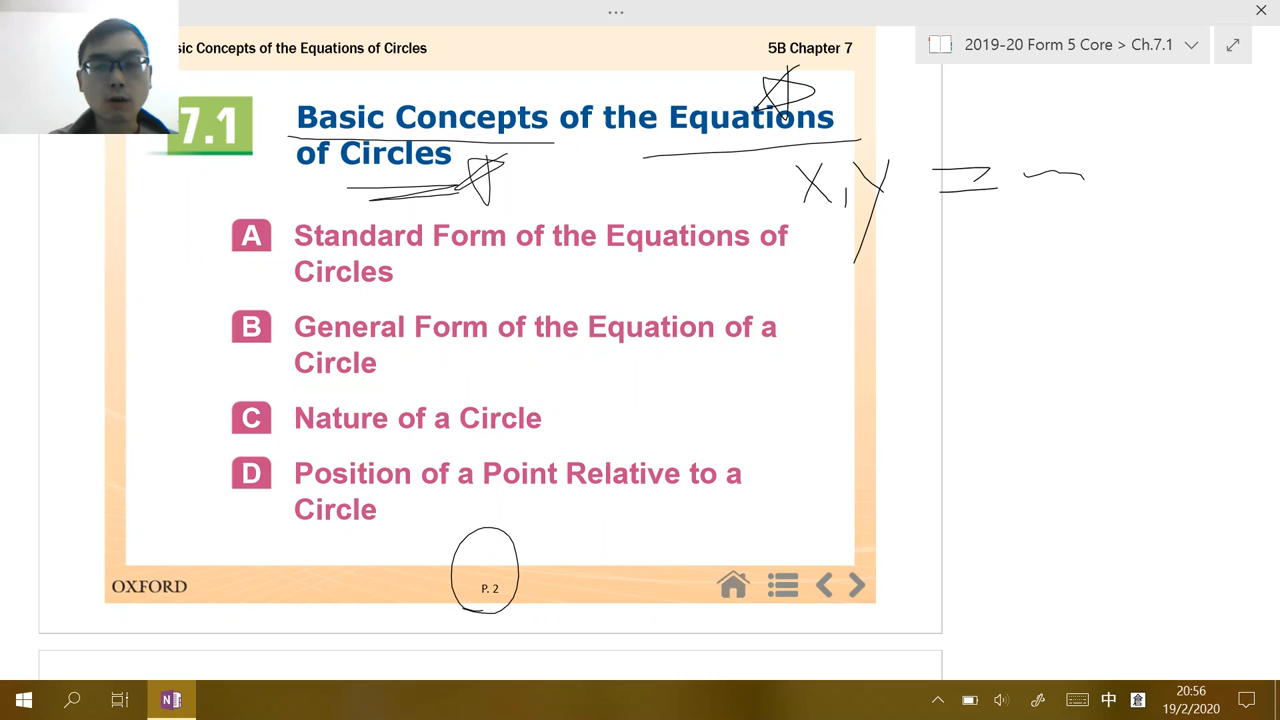 sic Concepts of the Equations of Circles
5B Chapter 7
2019-20 Form 5 Core > Ch.7.1
7.1
Basic Concepts of the Equations
of Circles
X, Y =
A Standard Form of the Equations of
Circles
B General Form of the Equation of a
Circle
C Nature of a Circle
D Position of a Point Relative to a
Circle
OXFORD
P. 2
中
倉
20:56
19/2/2020